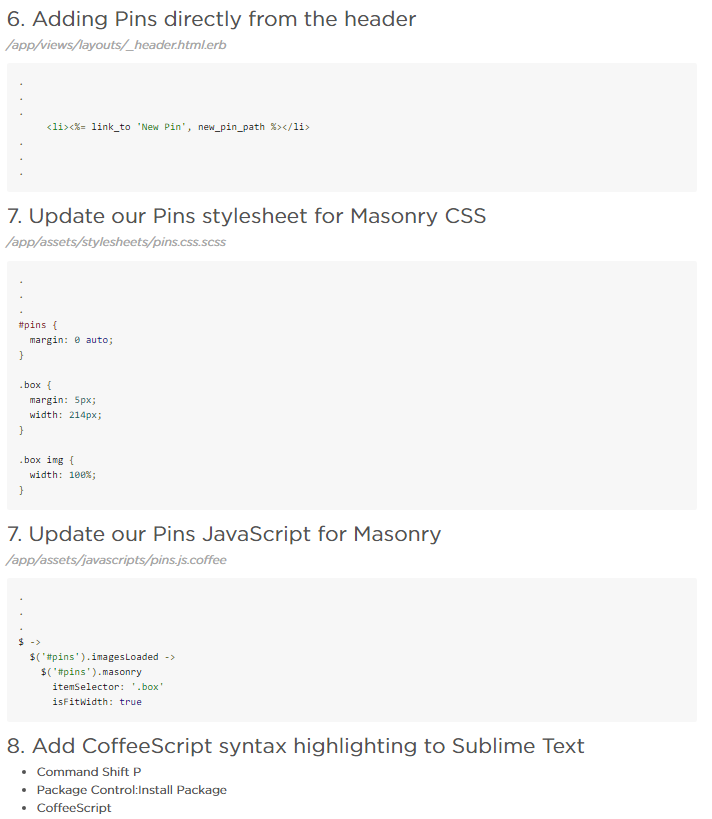 6. Adding Pins directly from the header
/app/views/layouts/_header.html.erb
.
.
.
<li><%= link_to 'New Pin', new_pin_path %></li>
.
.
.
7. Update our Pins stylesheet for Masonry CSS
/app/assets/stylesheets/pins.css.scss
.
.
.
#pins {
  margin: 0 auto;
}

.box {
  margin: 5px;
  width: 214px;
}

.box img {
  width: 100%;
}
7. Update our Pins JavaScript for Masonry
/app/assets/javascripts/pins.js.coffee
.
.
.
$ ->
  $('#pins').imagesLoaded ->
    $('#pins').masonry
      itemSelector: '.box'
      isFitWidth: true
8. Add CoffeeScript syntax highlighting to Sublime Text
• Command Shift P
• Package Control:Install Package
• CoffeeScript